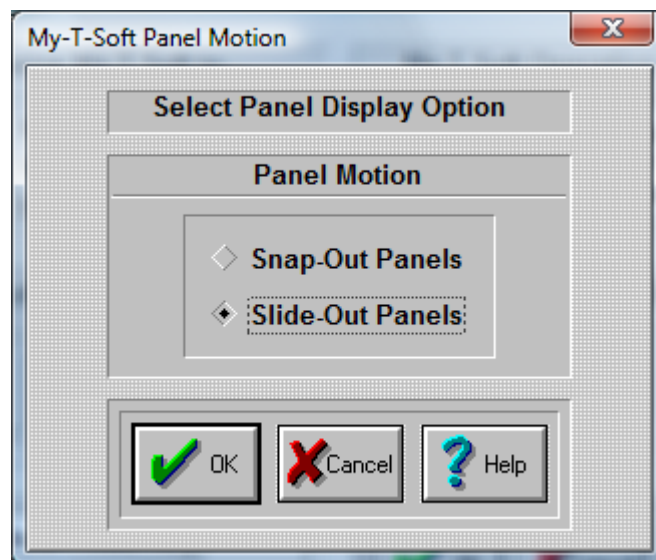 My-T-Soft Panel Motion
Select Panel Display Option
Panel Motion
Snap-Out Panels
Slide-Out Panels
OK Cancel Help